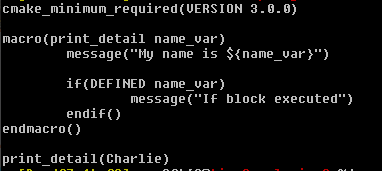 cmake_minimum_required(VERSION 3.0.0)
macro(print_detail name_var)
message("My name is ${name_var}")
if(DEFINED name_var)
message("If block executed")
endif()
endmacro()
print_detail(Charlie)